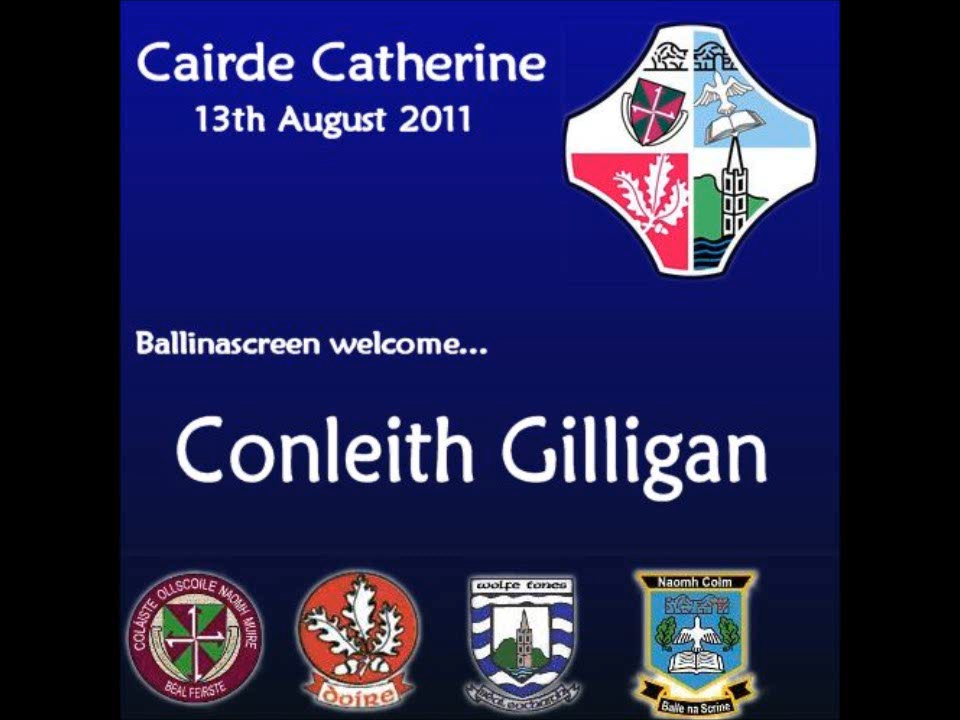 Cairde Catherine
13th August 2011
Ballinascreen welcome...
Conleith Gilligan
COLÁISTE OLLSCOILE NAOMH MUIRE
BÉAL FEIRSTE
Doire
wolfe tones
Naomh Colm
Baile na Scrine